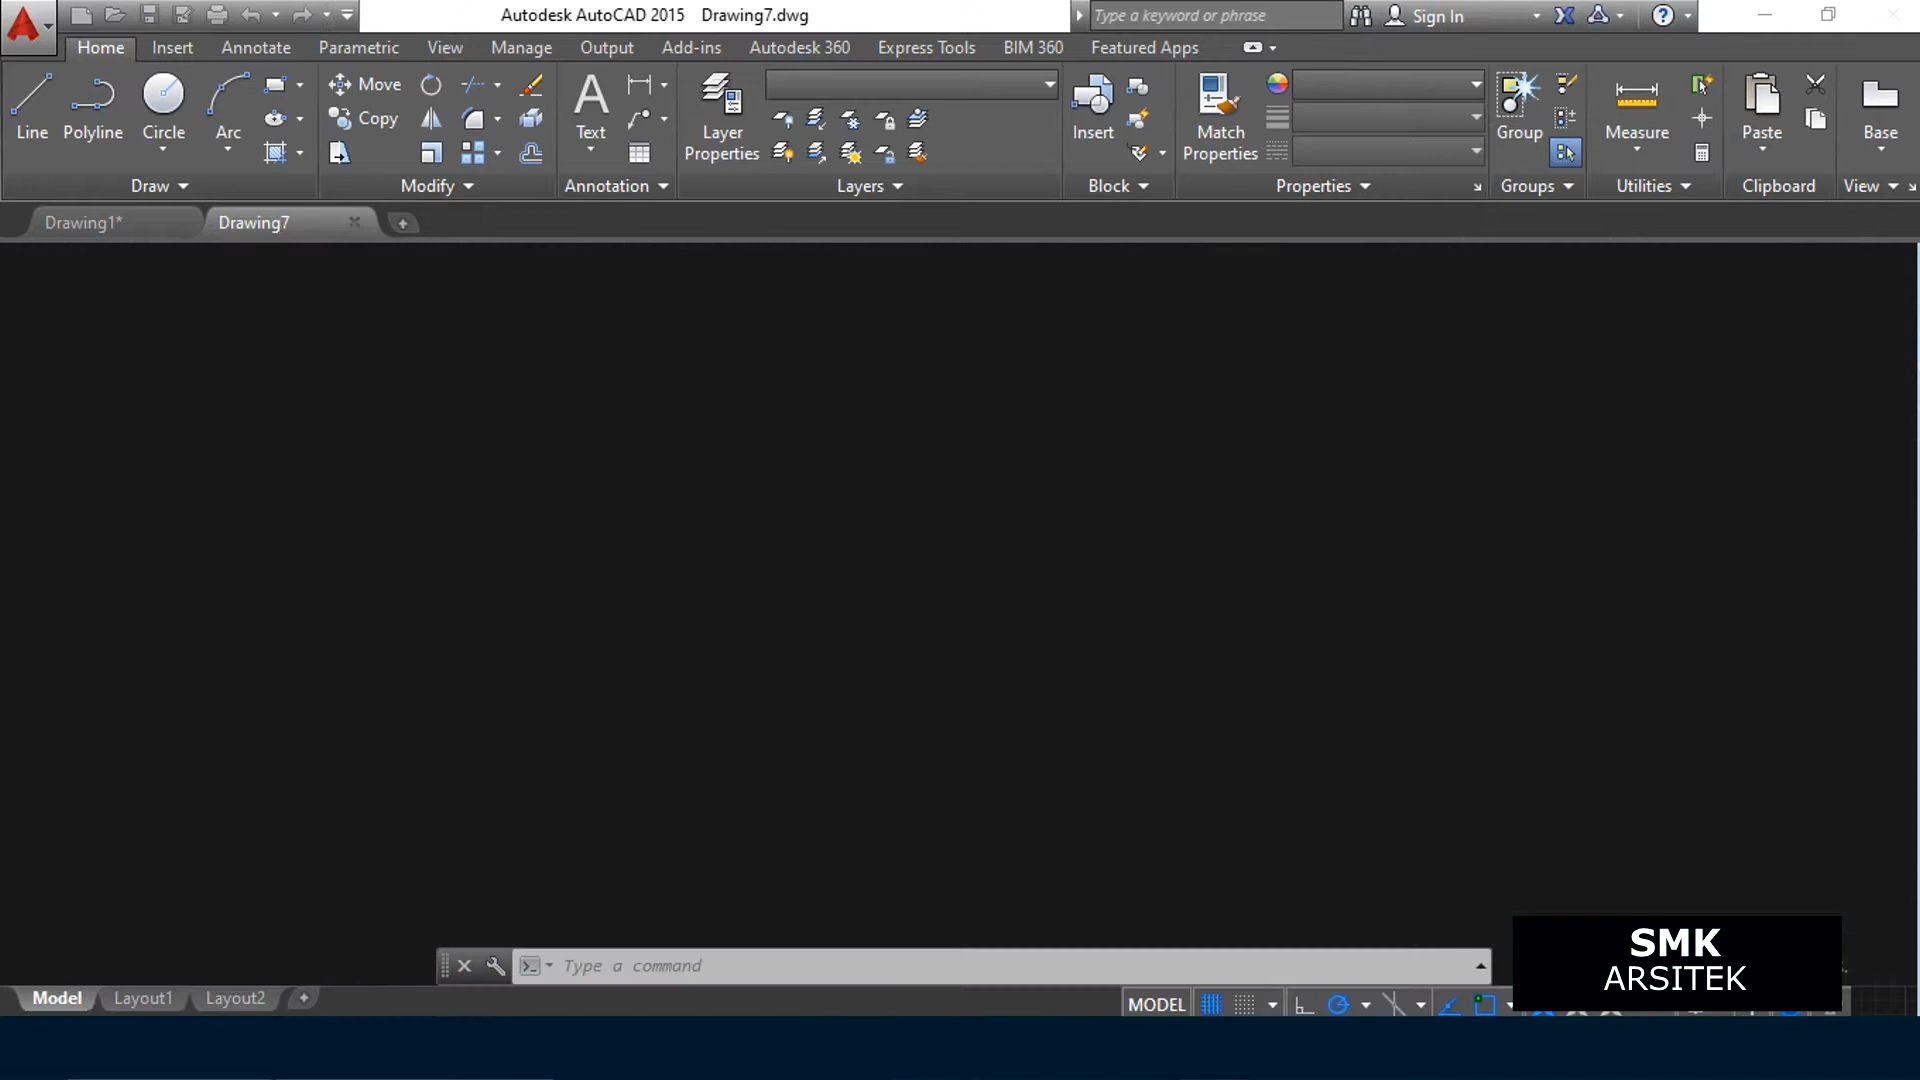 Autodesk AutoCAD 2015 Drawing7.dwg
Type a keyword or phrase
Sign In
Home Insert Annotate Parametric View Manage Output Add-ins Autodesk 360 Express Tools BIM 360 Featured Apps
Line Polyline Circle Arc
Move
Copy
Text
Layer Properties
Insert
Match Properties
Group
Measure
Paste
Base
Draw Modify Annotation Layers Block Properties Groups Utilities Clipboard View
Drawing1* Drawing7
Type a command
SMK
ARSITEK
Model Layout1 Layout2
MODEL